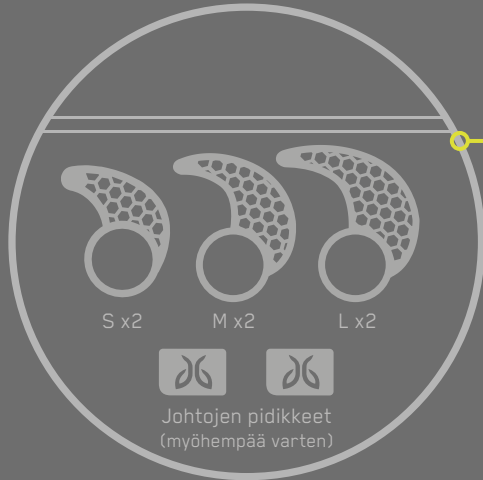 S x2 M x2 L x2
Johtojen pidikkeet
(myöhempää varten)